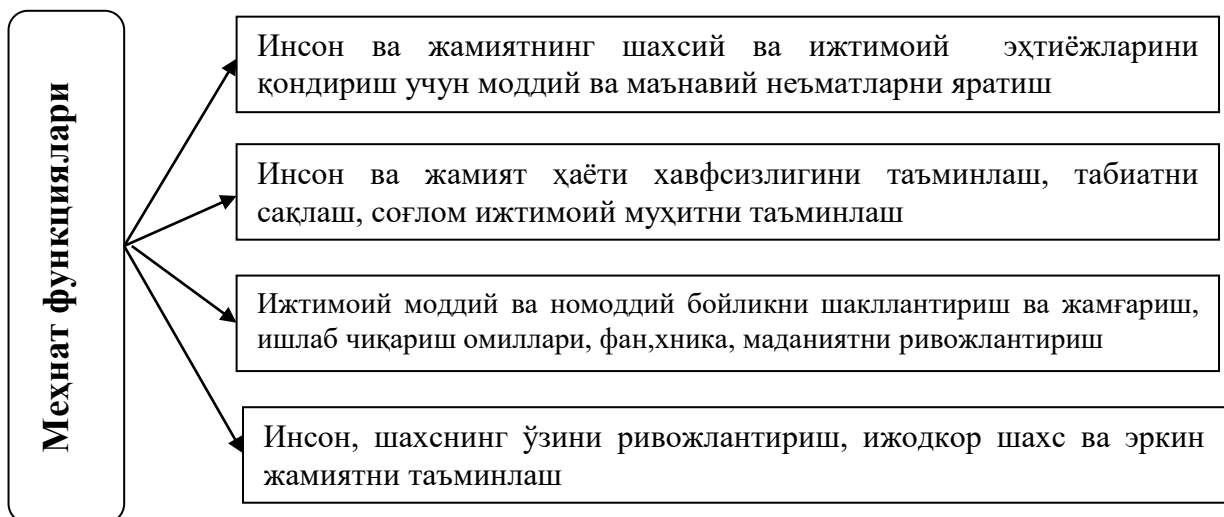 Меҳнат функциялари
Инсон ва жамиятнинг шахсий ва ижтимоий эҳтиёжларини
қондириш учун моддий ва маънавий неъматларни яратиш
Инсон ва жамият ҳаёти хавфсизлигини таъминлаш, табиатни
сақлаш, соғлом ижтимоий муҳитни таъминлаш
Ижтимоий моддий ва номоддий бойликни шакллантириш ва жамғариш,
ишлаб чиқариш омиллари, фан,хника, маданиятни ривожлантириш
Инсон, шахснинг ўзини ривожлантириш, ижодкор шахс ва эркин
жамиятни таъминлаш